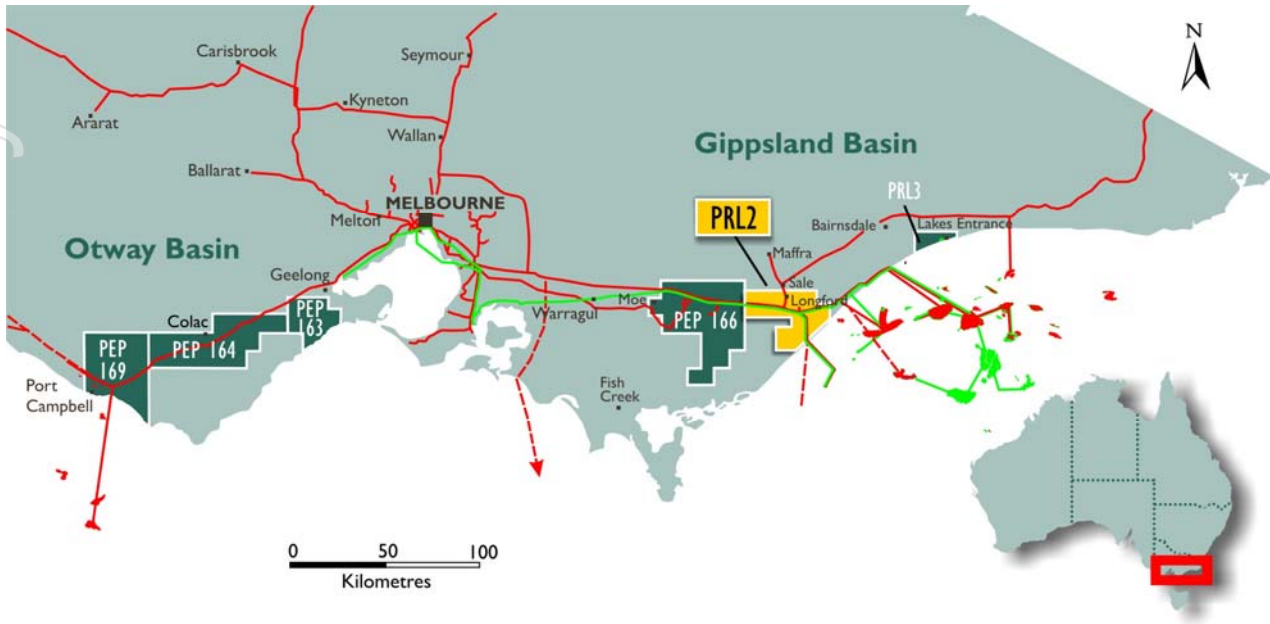 Carisbrook
Seymour
N
Kyneton
Ararat
Wallan
Gippsland Basin
Ballarat
PRL3
MELBOURNE
Melton
PRL2
Bairnsdale
Lakes Entrance
Otway Basin
Maffra
Geelong
Sale
Moe
Longford
PEP
163
Warragul
PEP 166
Colac
PEP
169
PEP 164
Port
Campbell
Fish
Creek
0 50 100
Kilometres